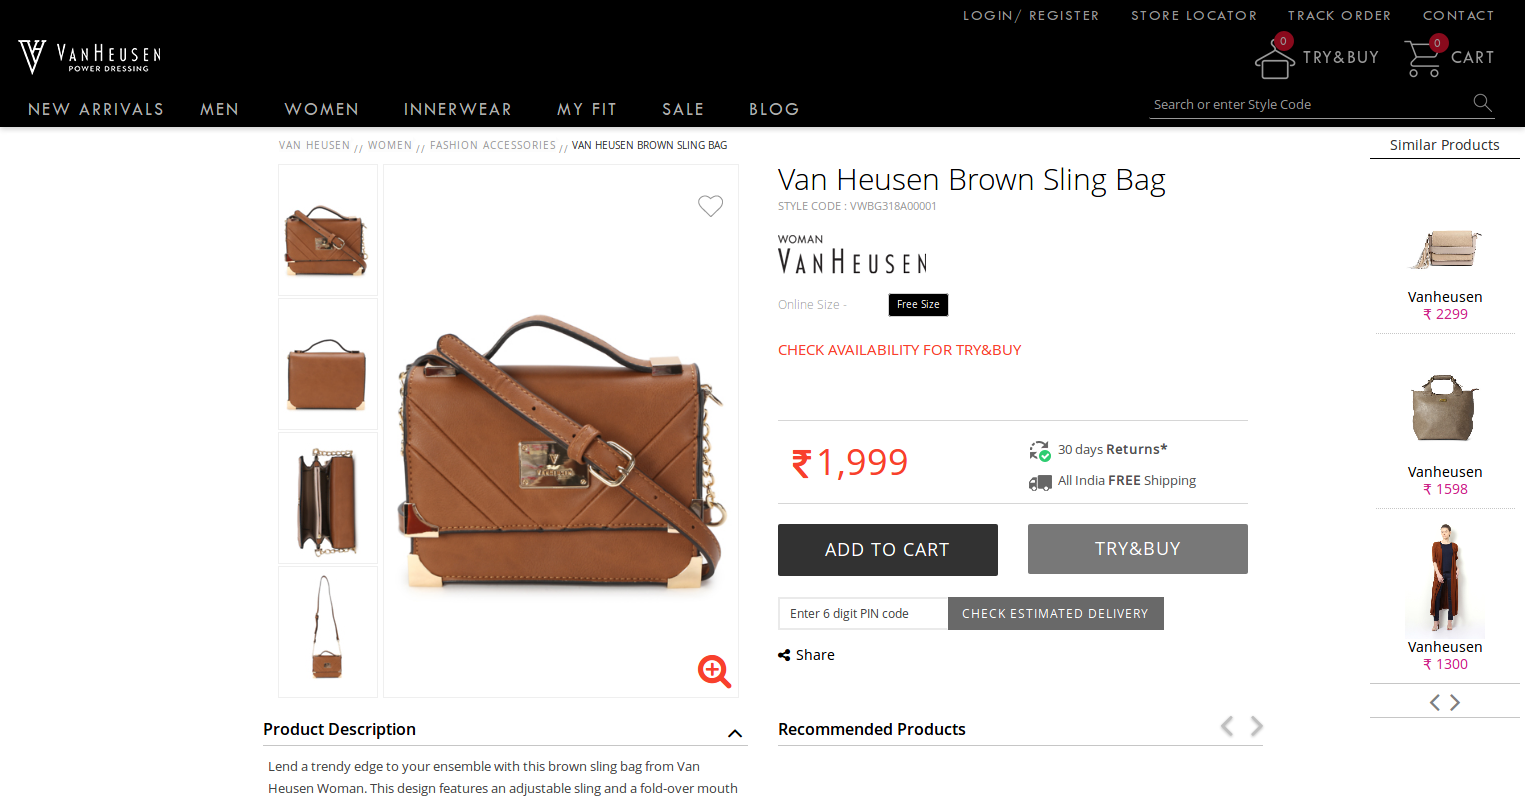 LOGIN/ REGISTER STORE LOCATOR TRACK ORDER CONTACT
VANHEUSEN
POWER DRESSING
0 TRY&BUY 0 CART
NEW ARRIVALS MEN WOMEN INNERWEAR MY FIT SALE BLOG
Search or enter Style Code
VAN HEUSEN // WOMEN // FASHION ACCESSORIES // VAN HEUSEN BROWN SLING BAG
Van Heusen Brown Sling Bag
STYLE CODE : VWBG318A00001
WOMAN
VANHEUSEN
Online Size - Free Size
CHECK AVAILABILITY FOR TRY&BUY
₹1,999
30 days Returns*
All India FREE Shipping
ADD TO CART TRY&BUY
Enter 6 digit PIN code CHECK ESTIMATED DELIVERY
Share
Similar Products
Vanheusen
₹ 2299
Vanheusen
₹ 1598
Vanheusen
₹ 1300
Product Description
Lend a trendy edge to your ensemble with this brown sling bag from Van
Heusen Woman. This design features an adjustable sling and a fold-over mouth
Recommended Products